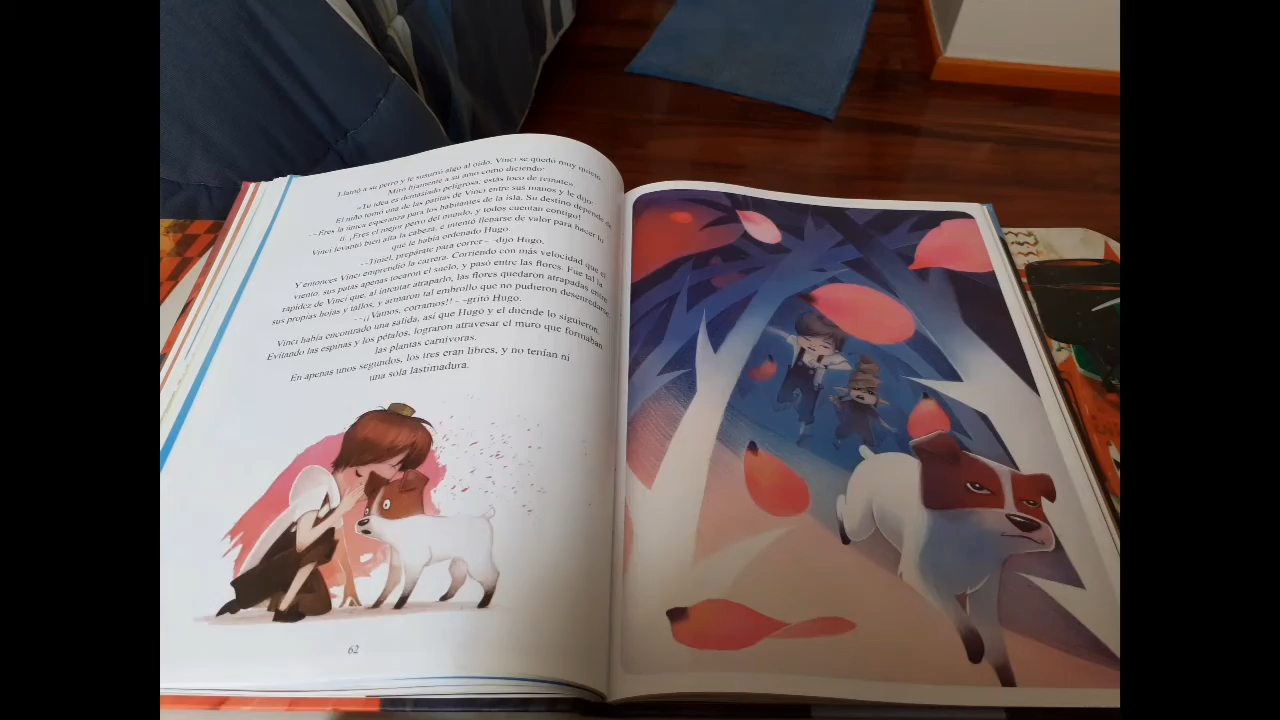 Llamó a su perro y le susurró algo al oído. Vinci se quedó muy quieto.
Miró fijamente a su amo como diciendo:
«Tu idea es demasiado peligrosa; estás loco de remate».
El niño tomó una de las patitas de Vinci entre sus manos y le dijo:
--Eres la única esperanza para los habitantes de la isla. Su destino depende de
ti. ¡Eres el mejor perro del mundo, y todos cuentan contigo!
Vinci levantó bien alta la cabeza, e intentó llenarse de valor para hacer lo
que le había ordenado Hugo.
--Tiniel, prepárate para correr-- -dijo Hugo.
Y entonces Vinci emprendió la carrera. Corriendo con más velocidad que el
viento, sus patas apenas tocaron el suelo, y pasó entre las flores. Fue tal la
rapidez de Vinci que, al intentar atraparlo, las flores quedaron atrapadas entre
sus propias hojas y tallos, y armaron tal embrollo que no pudieron desenredarse.
--¡¡Vamos, corramos!!-- -gritó Hugo.
Vinci había encontrado una salida, así que Hugo y el duende lo siguieron.
Evitando las espinas y los pétalos, lograron atravesar el muro que formaban
las plantas carnívoras.
En apenas unos segundos, los tres eran libres, y no tenían ni
una sola lastimadura.
62